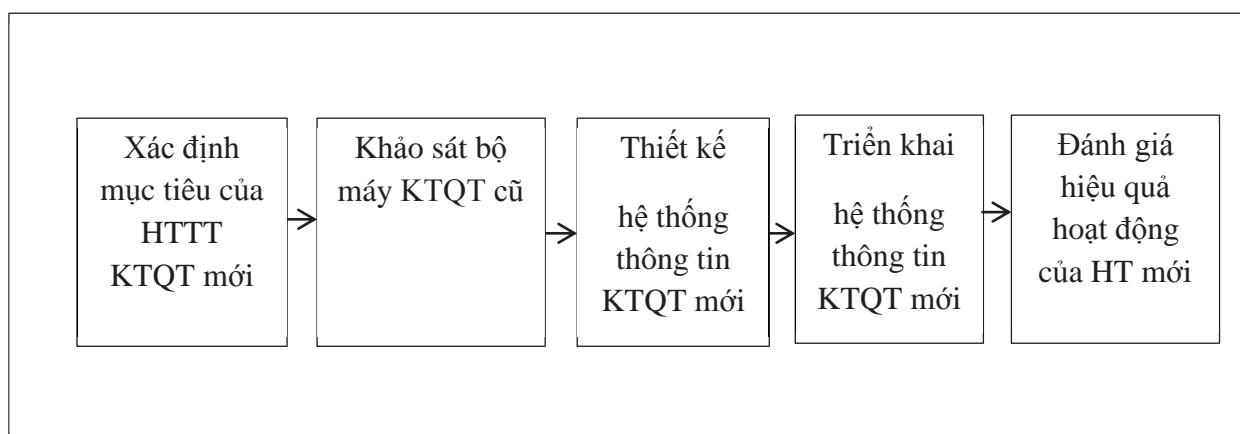 Xác định
mục tiêu của
HTTT
KTQT mới
Khảo sát bộ
máy KTQT cũ
Thiết kế
hệ thống
thông tin
KTQT mới
Triển khai
hệ thống
thông tin
KTQT mới
Đánh giá
hiệu quả
hoạt động
của HT mới